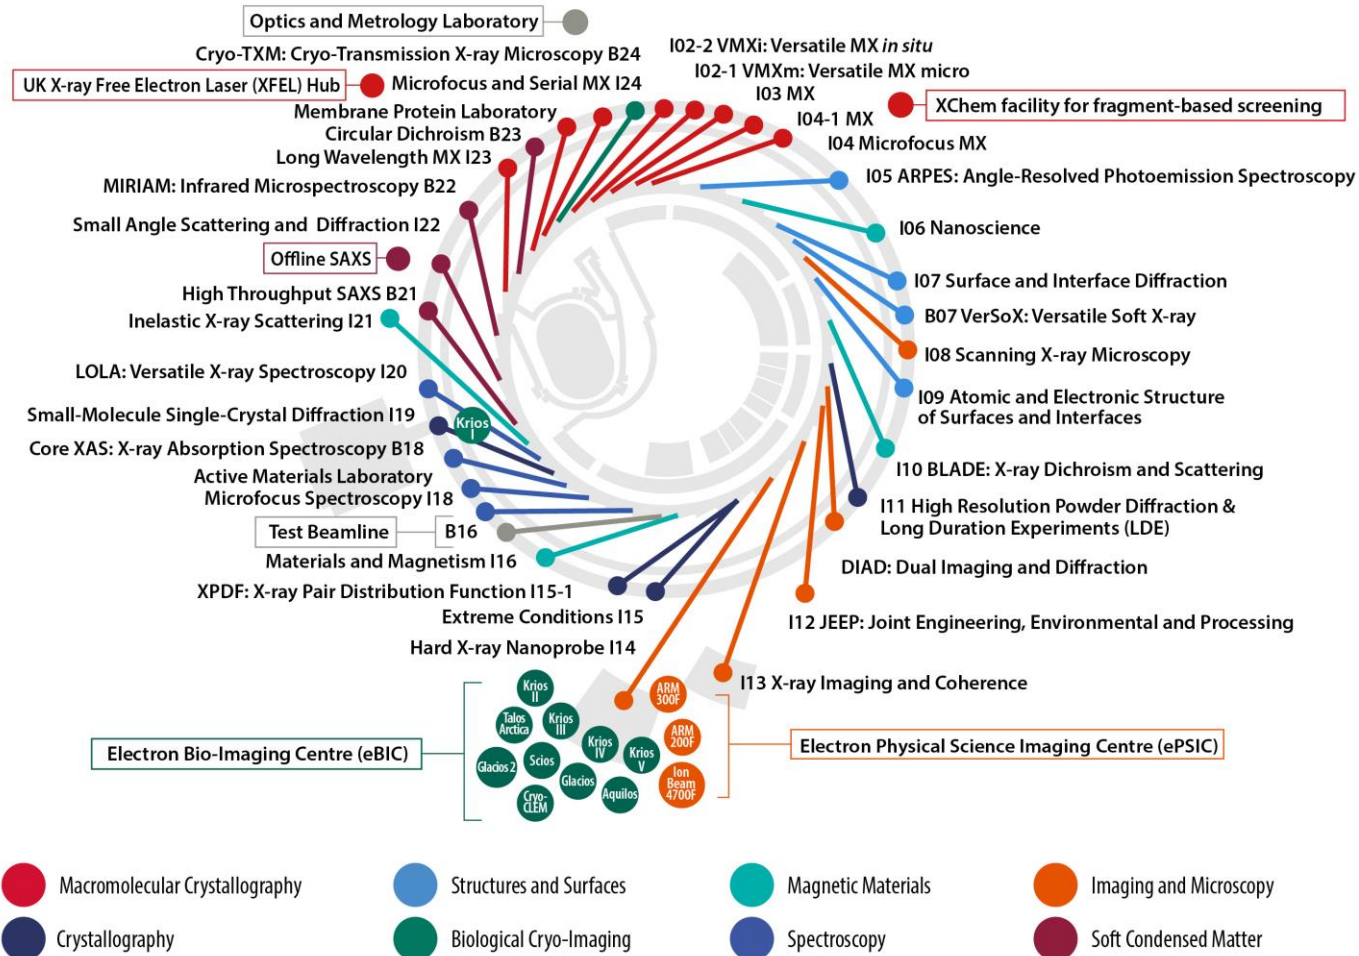 Optics and Metrology Laboratory
Cryo-TXM: Cryo-Transmission X-ray Microscopy B24
UK X-ray Free Electron Laser (XFEL) Hub
Microfocus and Serial MX I24
Membrane Protein Laboratory
Circular Dichroism B23
Long Wavelength MX I23
MIRIAM: Infrared Microspectroscopy B22
Small Angle Scattering and Diffraction I22
Offline SAXS
High Throughput SAXS B21
Inelastic X-ray Scattering I21
LOLA: Versatile X-ray Spectroscopy I20
Small-Molecule Single-Crystal Diffraction I19
Krios
I
Core XAS: X-ray Absorption Spectroscopy B18
Active Materials Laboratory
Microfocus Spectroscopy I18
Test Beamline
B16
Materials and Magnetism I16
XPDF: X-ray Pair Distribution Function I15-1
Extreme Conditions I15
Hard X-ray Nanoprobe I14
I02-2 VMXi: Versatile MX in situ
I02-1 VMXm: Versatile MX micro
I03 MX
XChem facility for fragment-based screening
I04-1 MX
I04 Microfocus MX
I05 ARPES: Angle-Resolved Photoemission Spectroscopy
I06 Nanoscience
I07 Surface and Interface Diffraction
B07 VerSoX: Versatile Soft X-ray
I08 Scanning X-ray Microscopy
I09 Atomic and Electronic Structure
of Surfaces and Interfaces
I10 BLADE: X-ray Dichroism and Scattering
I11 High Resolution Powder Diffraction &
Long Duration Experiments (LDE)
DIAD: Dual Imaging and Diffraction
I12 JEEP: Joint Engineering, Environmental and Processing
I13 X-ray Imaging and Coherence
Electron Bio-Imaging Centre (eBIC)
Krios
II
Talos
Arctica
Krios
III
Krios
IV
Krios
V
Glacios 2
Scios
Glacios
Aquilos
Cryo-
CLEM
ARM
300F
ARM
200F
Ion
Beam
4700F
Electron Physical Science Imaging Centre (ePSIC)
Macromolecular Crystallography
Structures and Surfaces
Magnetic Materials
Imaging and Microscopy
Crystallography
Biological Cryo-Imaging
Spectroscopy
Soft Condensed Matter